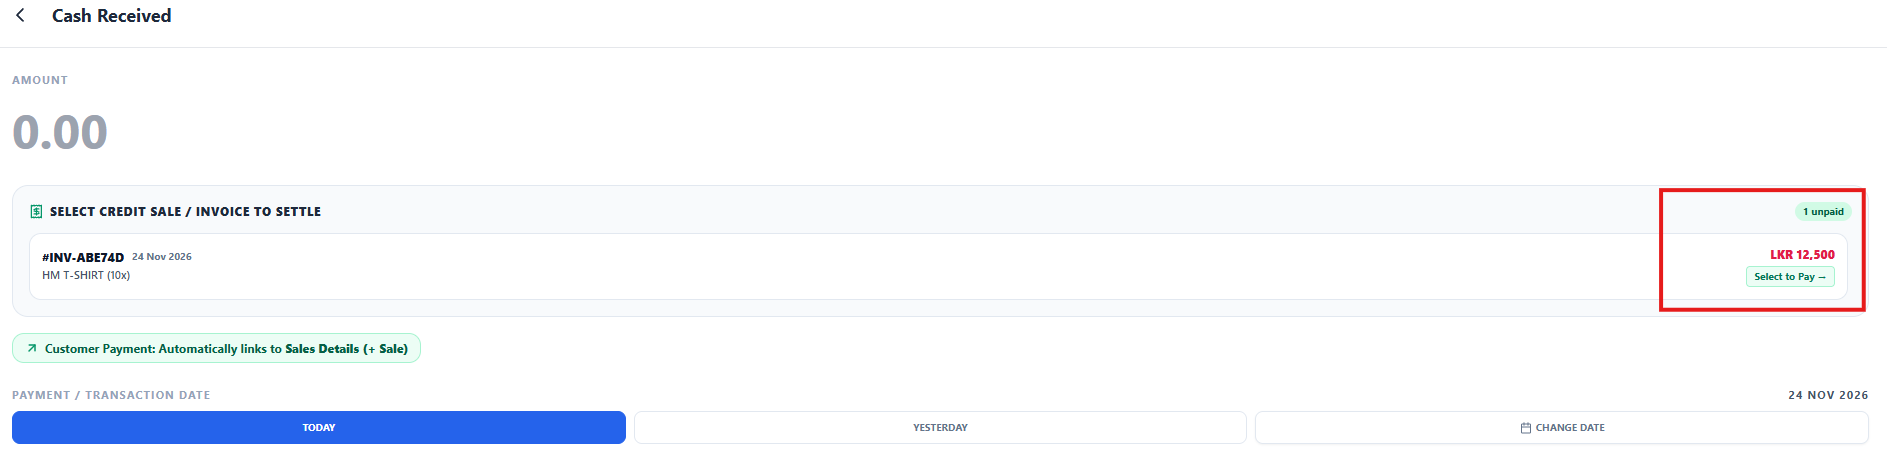 Cash Received
AMOUNT
0.00
SELECT CREDIT SALE / INVOICE TO SETTLE
1 unpaid
#INV-ABE74D 24 Nov 2026
LKR 12,500
HM T-SHIRT (10x)
Select to Pay →
Customer Payment: Automatically links to Sales Details (+ Sale)
PAYMENT / TRANSACTION DATE
24 NOV 2026
TODAY
YESTERDAY
CHANGE DATE